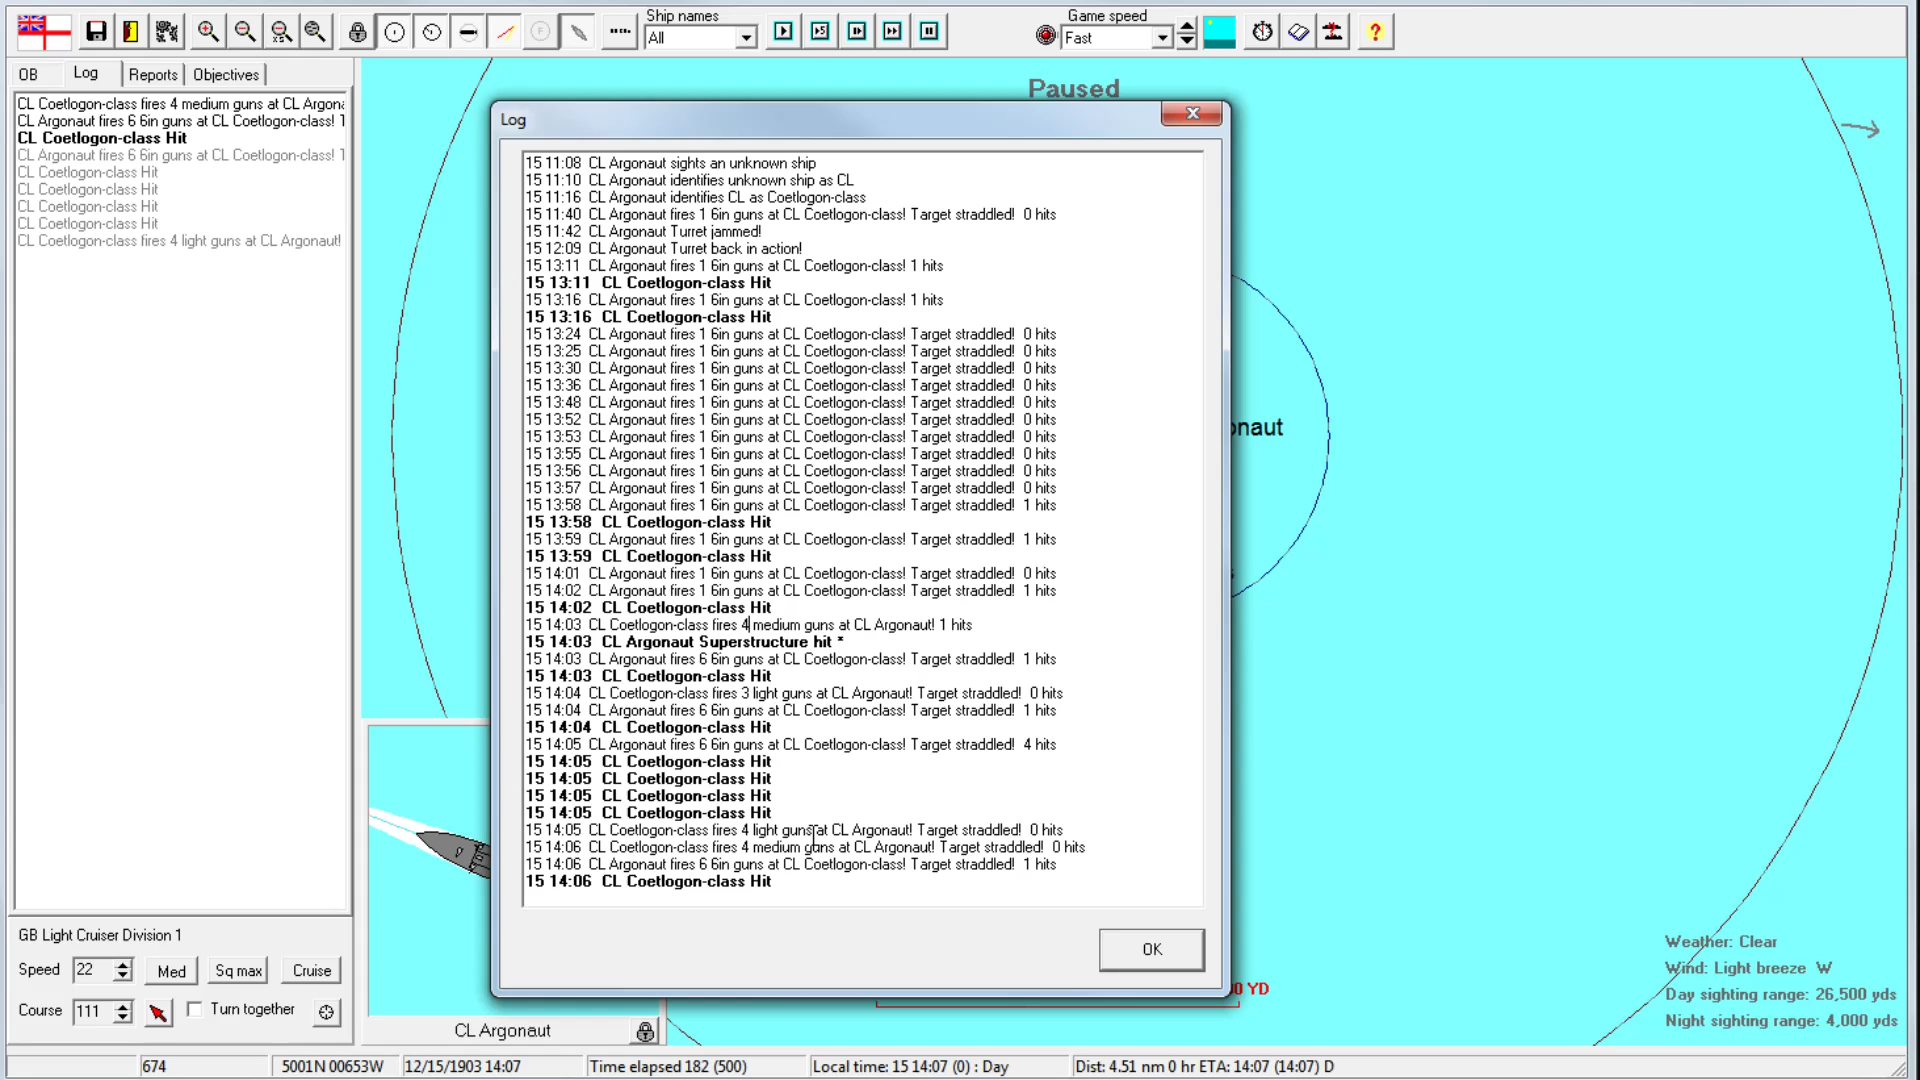 Ship names
All
Game speed
Fast
OB
Log
Reports
Objectives
CL Coetlogon-class fires 4 medium guns at CL Argona
CL Argonaut fires 6 6in guns at CL Coetlogon-class! 1
CL Coetlogon-class Hit
CL Argonaut fires 6 6in guns at CL Coetlogon-class! 1
CL Coetlogon-class Hit
CL Coetlogon-class Hit
CL Coetlogon-class Hit
CL Coetlogon-class Hit
CL Coetlogon-class fires 4 light guns at CL Argonaut!
Paused
Log
15 11:08 CL Argonaut sights an unknown ship
15 11:10 CL Argonaut identifies unknown ship as CL
15 11:16 CL Argonaut identifies CL as Coetlogon-class
15 11:40 CL Argonaut fires 1 6in guns at CL Coetlogon-class! Target straddled! 0 hits
15 11:42 CL Argonaut Turret jammed!
15 12:09 CL Argonaut Turret back in action!
15 13:11 CL Argonaut fires 1 6in guns at CL Coetlogon-class! 1 hits
15 13:11 CL Coetlogon-class Hit
15 13:16 CL Argonaut fires 1 6in guns at CL Coetlogon-class! 1 hits
15 13:16 CL Coetlogon-class Hit
15 13:24 CL Argonaut fires 1 6in guns at CL Coetlogon-class! Target straddled! 0 hits
15 13:25 CL Argonaut fires 1 6in guns at CL Coetlogon-class! Target straddled! 0 hits
15 13:30 CL Argonaut fires 1 6in guns at CL Coetlogon-class! Target straddled! 0 hits
15 13:36 CL Argonaut fires 1 6in guns at CL Coetlogon-class! Target straddled! 0 hits
15 13:48 CL Argonaut fires 1 6in guns at CL Coetlogon-class! Target straddled! 0 hits
15 13:52 CL Argonaut fires 1 6in guns at CL Coetlogon-class! Target straddled! 0 hits
15 13:53 CL Argonaut fires 1 6in guns at CL Coetlogon-class! Target straddled! 0 hits
15 13:55 CL Argonaut fires 1 6in guns at CL Coetlogon-class! Target straddled! 0 hits
15 13:56 CL Argonaut fires 1 6in guns at CL Coetlogon-class! Target straddled! 0 hits
15 13:57 CL Argonaut fires 1 6in guns at CL Coetlogon-class! Target straddled! 0 hits
15 13:58 CL Argonaut fires 1 6in guns at CL Coetlogon-class! Target straddled! 1 hits
15 13:58 CL Coetlogon-class Hit
15 13:59 CL Argonaut fires 1 6in guns at CL Coetlogon-class! Target straddled! 1 hits
15 13:59 CL Coetlogon-class Hit
15 14:01 CL Argonaut fires 1 6in guns at CL Coetlogon-class! Target straddled! 0 hits
15 14:02 CL Argonaut fires 1 6in guns at CL Coetlogon-class! Target straddled! 1 hits
15 14:02 CL Coetlogon-class Hit
15 14:03 CL Coetlogon-class fires 4 medium guns at CL Argonaut! 1 hits
15 14:03 CL Argonaut Superstructure hit *
15 14:03 CL Argonaut fires 6 6in guns at CL Coetlogon-class! Target straddled! 1 hits
15 14:03 CL Coetlogon-class Hit
15 14:04 CL Coetlogon-class fires 3 light guns at CL Argonaut! Target straddled! 0 hits
15 14:04 CL Argonaut fires 6 6in guns at CL Coetlogon-class! Target straddled! 1 hits
15 14:04 CL Coetlogon-class Hit
15 14:05 CL Argonaut fires 6 6in guns at CL Coetlogon-class! Target straddled! 4 hits
15 14:05 CL Coetlogon-class Hit
15 14:05 CL Coetlogon-class Hit
15 14:05 CL Coetlogon-class Hit
15 14:05 CL Coetlogon-class Hit
15 14:05 CL Coetlogon-class fires 4 light guns at CL Argonaut! Target straddled! 0 hits
15 14:06 CL Coetlogon-class fires 4 medium guns at CL Argonaut! Target straddled! 0 hits
15 14:06 CL Argonaut fires 6 6in guns at CL Coetlogon-class! Target straddled! 1 hits
15 14:06 CL Coetlogon-class Hit
OK
onaut
0 YD
GB Light Cruiser Division 1
Speed 22 Med Sq max Cruise
Course 111 Turn together
CL Argonaut
Weather: Clear
Wind: Light breeze W
Day sighting range: 26,500 yds
Night sighting range: 4,000 yds
674 5001N 00653W 12/15/1903 14:07 Time elapsed 182 (500) Local time: 15 14:07 (0) : Day Dist: 4.51 nm 0 hr ETA: 14:07 (14:07) D